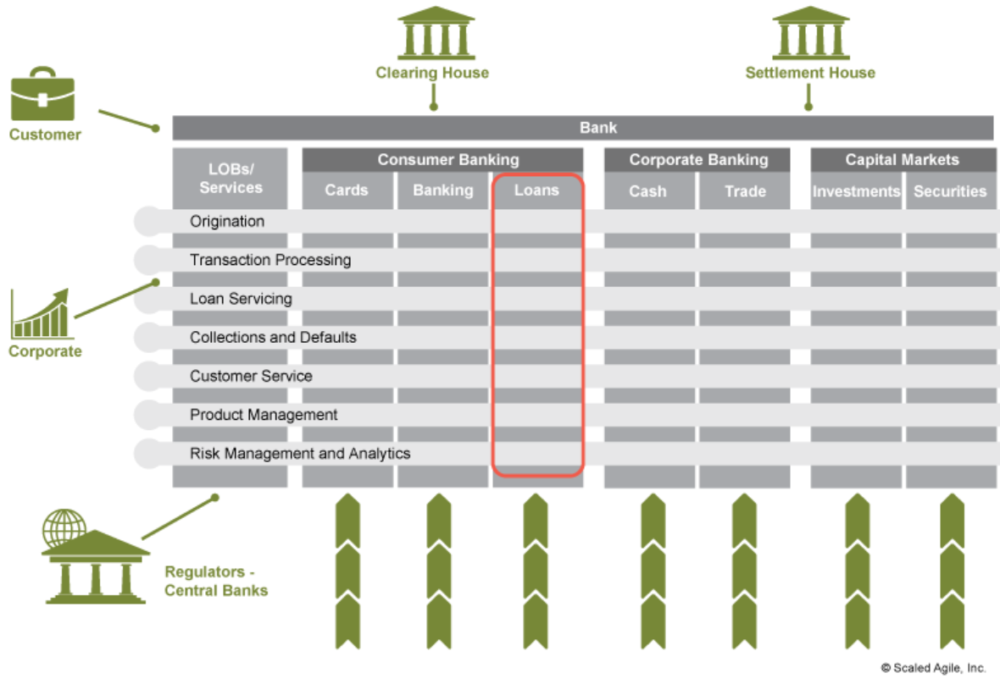 Clearing House
Settlement House
Customer
Bank
LOBs/
Services
Consumer Banking
Corporate Banking
Capital Markets
Cards
Banking
Loans
Cash
Trade
Investments
Securities
Origination
Transaction Processing
Loan Servicing
Corporate
Collections and Defaults
Customer Service
Product Management
Risk Management and Analytics
Regulators -
Central Banks
© Scaled Agile, Inc.